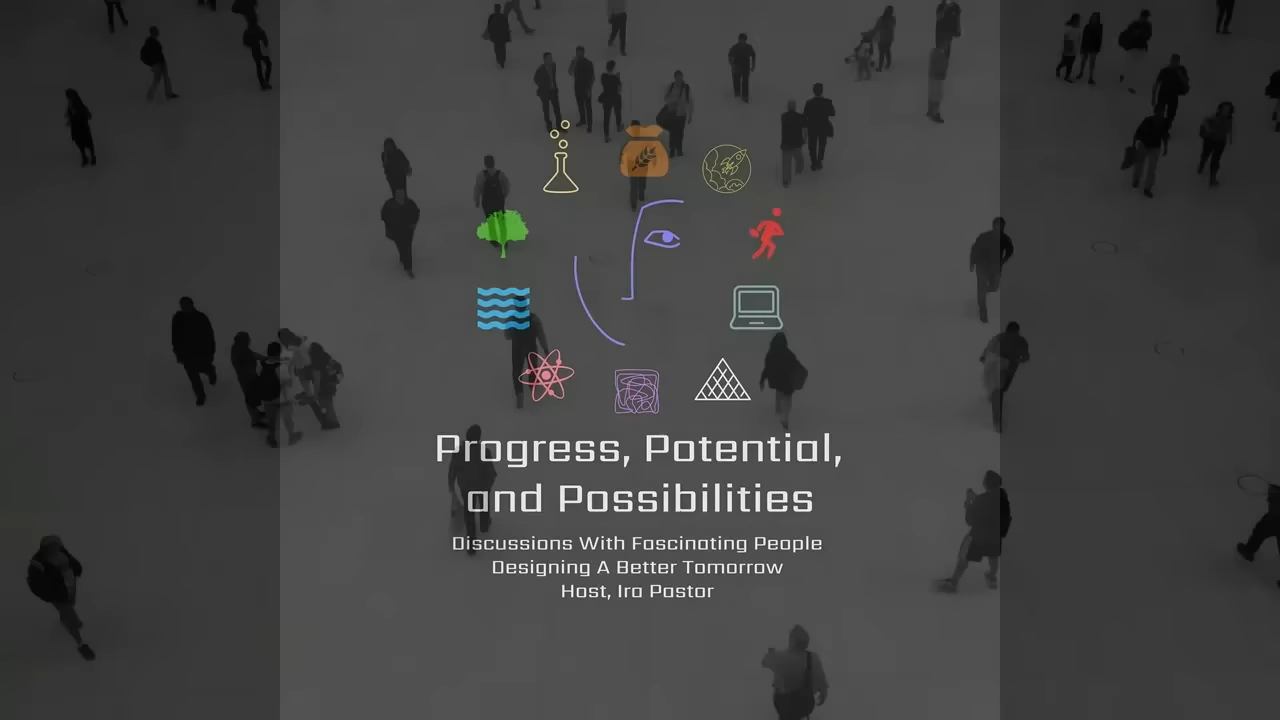 Progress, Potential,
and Possibilities
Discussions With Fascinating People
Designing A Better Tomorrow
Host, Ira Pastor